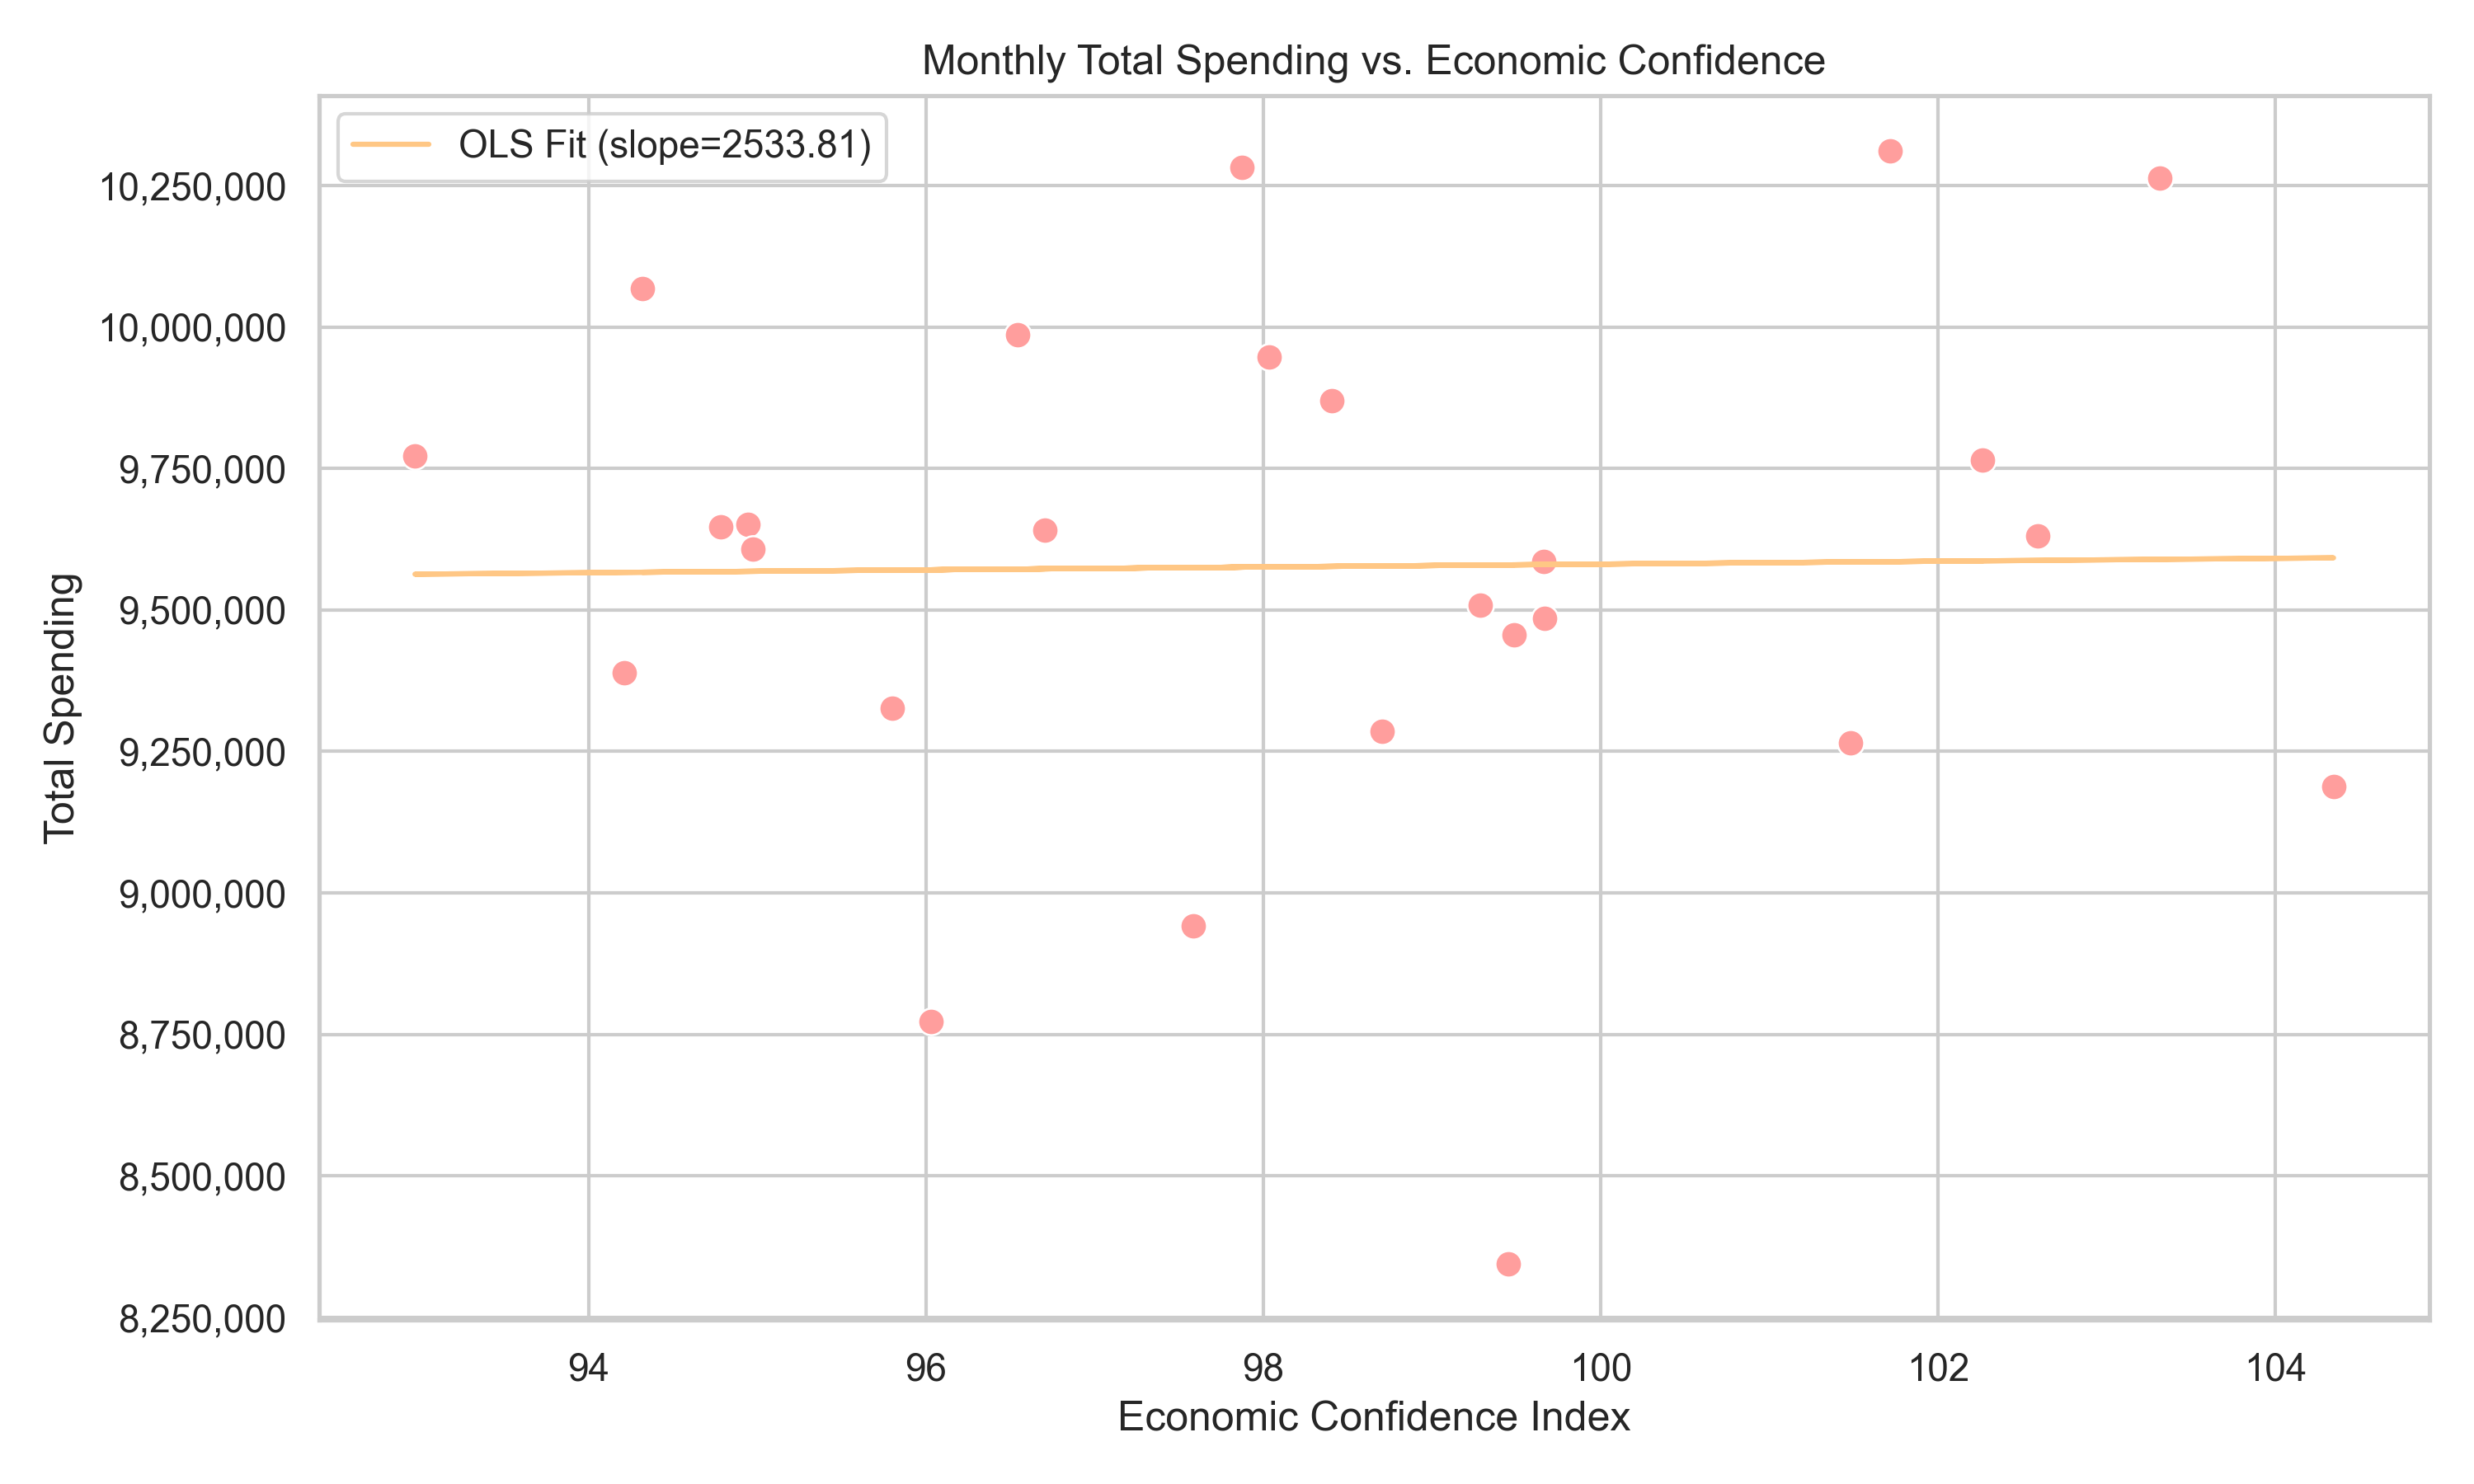 Monthly Total Spending vs. Economic Confidence
OLS Fit (slope=2533.81)
10,250,000
10,000,000
9,750,000
9,500,000
9,250,000
9,000,000
8,750,000
8,500,000
8,250,000
Total Spending
94 96 98 100 102 104
Economic Confidence Index